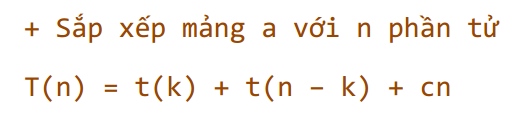 + Sắp xếp mảng a với n phần tử
T(n) = t(k) + t(n – k) + cn